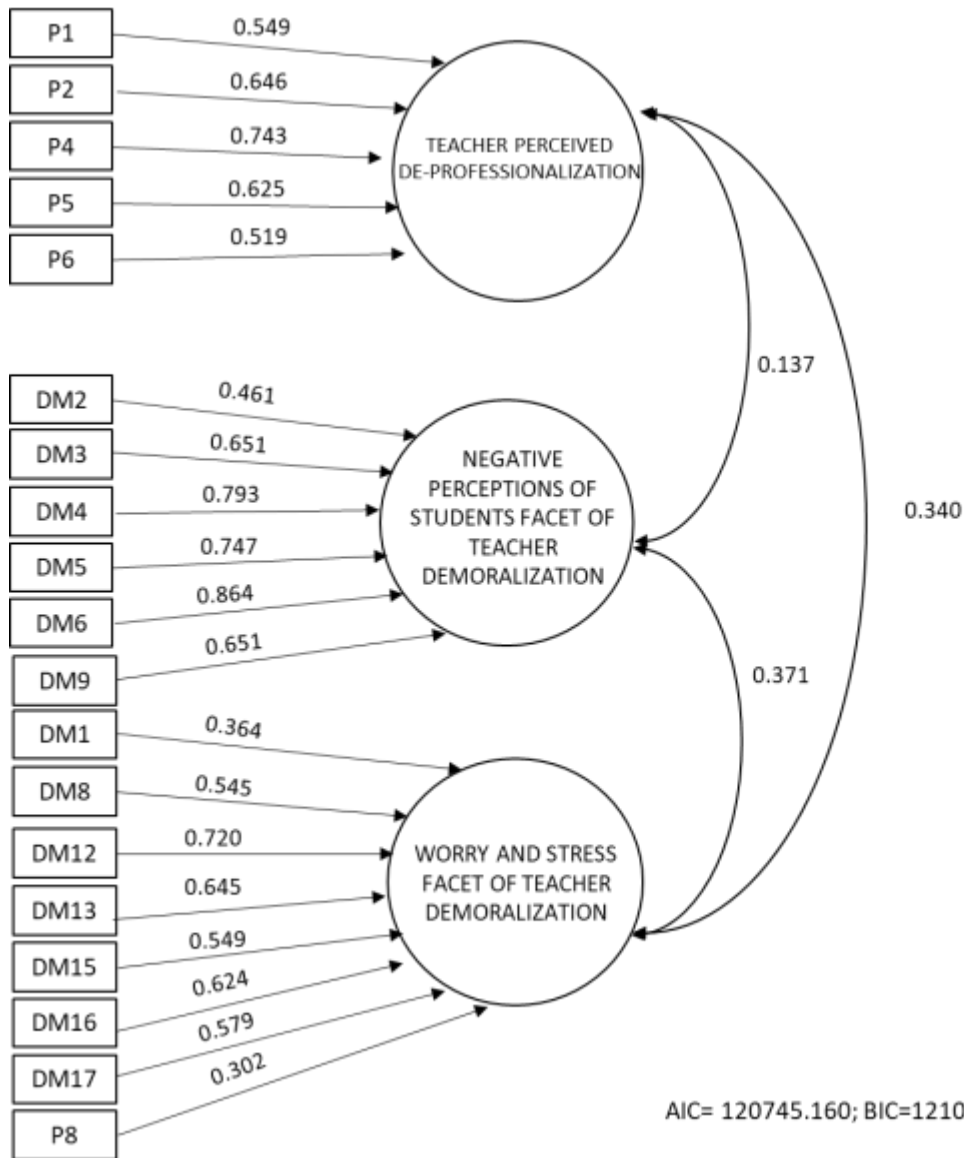 P1
0.549
P2
0.646
P4
0.743
P5
0.625
P6
0.519
TEACHER PERCEIVED
DE-PROFESSIONALIZATION
0.137
0.340
DM2
0.461
DM3
0.651
DM4
0.793
DM5
0.747
DM6
0.864
DM9
0.651
NEGATIVE
PERCEPTIONS OF
STUDENTS FACET OF
TEACHER
DEMORALIZATION
0.371
DM1
0.364
DM8
0.545
DM12
0.720
DM13
0.645
DM15
0.549
DM16
0.624
DM17
0.579
P8
0.302
WORRY AND STRESS
FACET OF TEACHER
DEMORALIZATION
AIC= 120745.160; BIC=1210